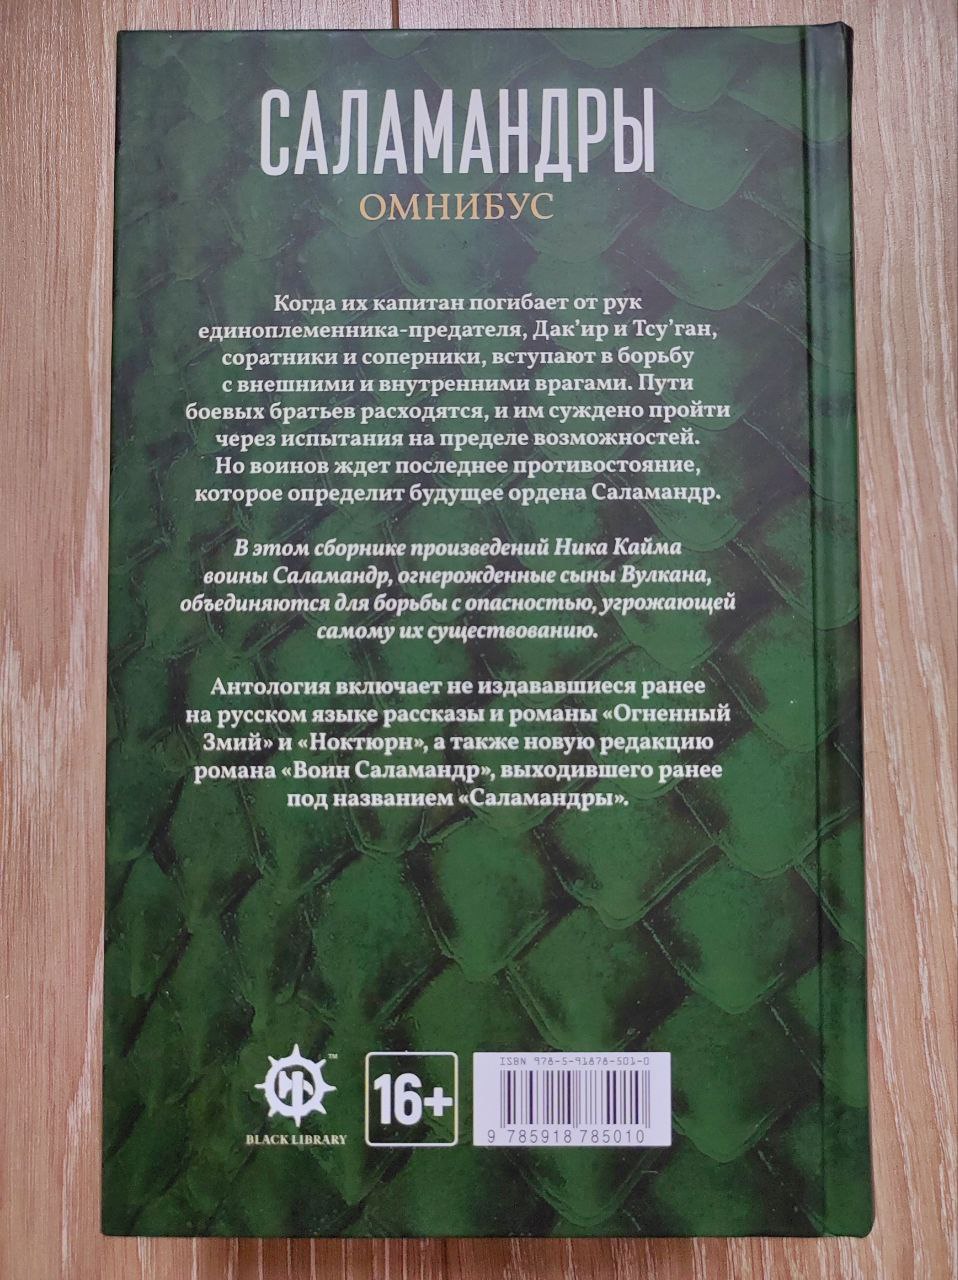 САЛАМАНДРЫ
ОМНИБУС
Когда их капитан погибает от рук
единоплеменника-предателя, Дак’ир и Тсу’ган,
соратники и соперники, вступают в борьбу
с внешними и внутренними врагами. Пути
боевых братьев расходятся, и им суждено пройти
через испытания на пределе возможностей.
Но воинов ждет последнее противостояние,
которое определит будущее ордена Саламандр.
В этом сборнике произведений Ника Кайма
воины Саламандр, огнерожденные сыны Вулкана,
объединяются для борьбы с опасностью, угрожающей
самому их существованию.
Антология включает не издававшиеся ранее
на русском языке рассказы и романы «Огненный
Змий» и «Ноктюрн», а также новую редакцию
романа «Воин Саламандр», выходившего ранее
под названием «Саламандры».
™
BLACK LIBRARY
16+
ISBN 978-5-91878-501-0
9 785918 785010